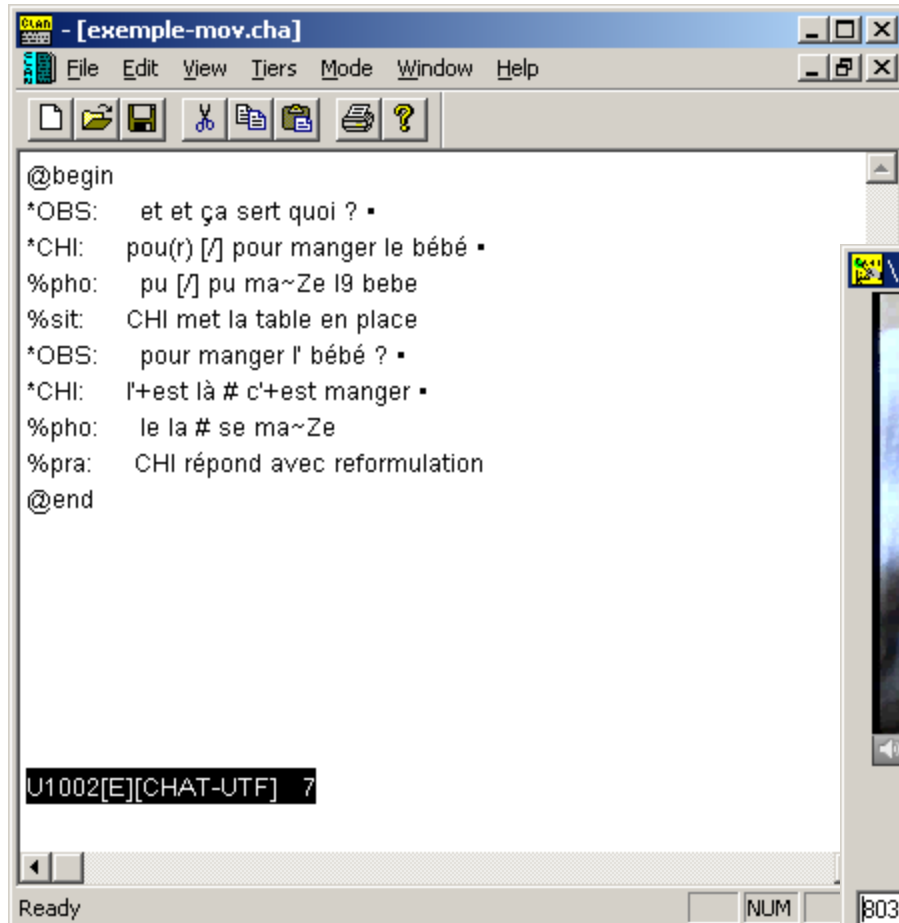 CLAN - [exemple-mov.cha]
File Edit View Tiers Mode Window Help
@begin
*OBS: et et ça sert quoi ? ▪
*CHI: pou(r) [/] pour manger le bébé ▪
%pho: pu [/] pu ma~Ze l9 bebe
%sit: CHI met la table en place
*OBS: pour manger l' bébé ? ▪
*CHI: l'+est là # c'+est manger ▪
%pho: le la # se ma~Ze
%pra: CHI répond avec reformulation
@end
U1002[E][CHAT-UTF] 7
Ready NUM
803